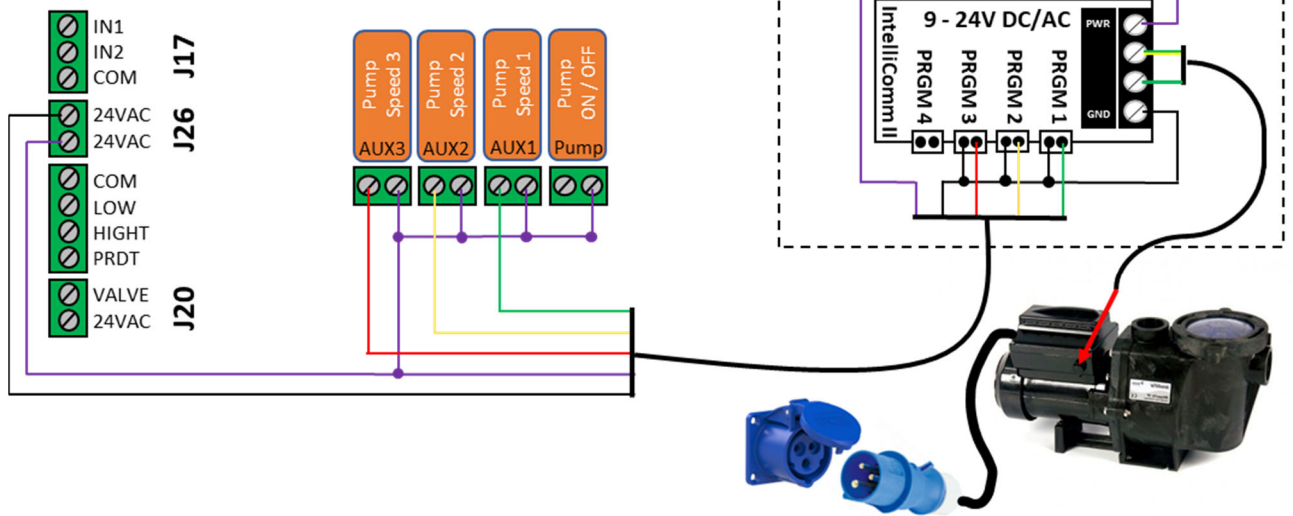 IN1
IN2
COM
J17
24VAC
24VAC
J26
COM
LOW
HIGHT
PRDT
VALVE
24VAC
J20
Pump
Speed 3
AUX3
Pump
Speed 2
AUX2
Pump
Speed 1
AUX1
Pump
ON / OFF
Pump
IntelliComm II
9 - 24V DC/AC
PWR
GND
PRGM 4
PRGM 3
PRGM 2
PRGM 1